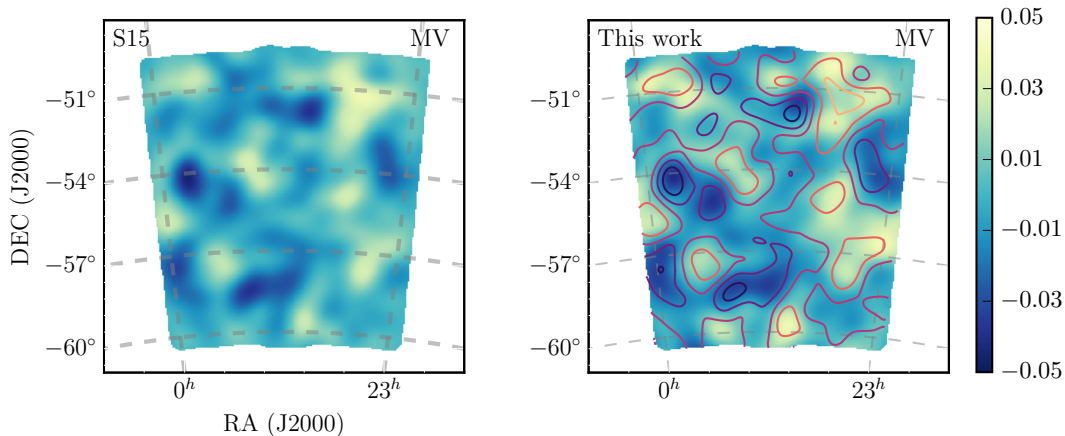 S15
MV
This work
MV
0.05
0.03
0.01
−0.01
−0.03
−0.05
−51°
−54°
−57°
−60°
−51°
−54°
−57°
−60°
DEC (J2000)
0ʰ
23ʰ
0ʰ
23ʰ
RA (J2000)